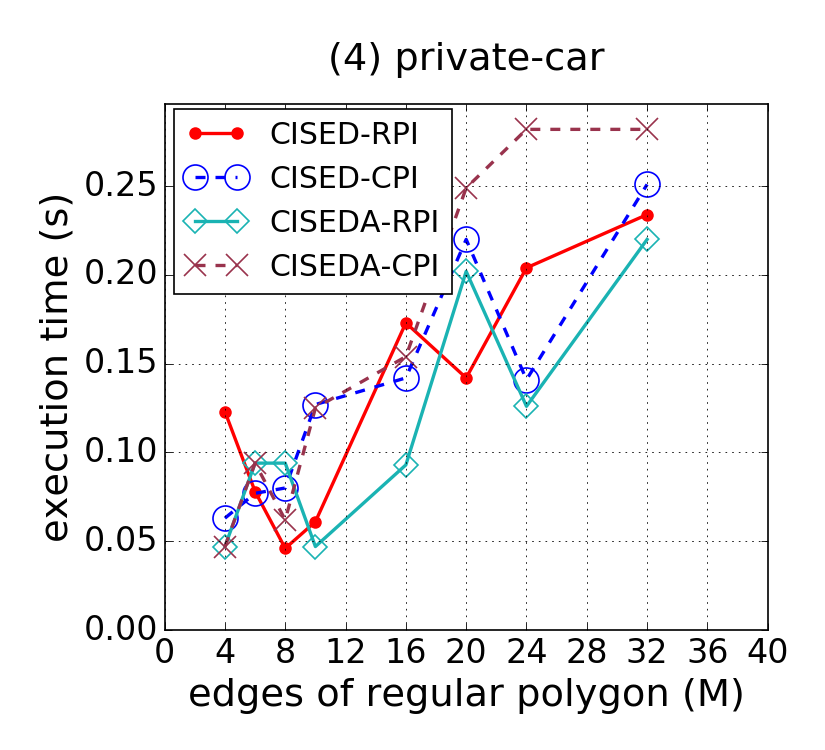 (4) private-car
CISED-RPI
CISED-CPI
CISEDA-RPI
CISEDA-CPI
execution time (s)
0.25
0.20
0.15
0.10
0.05
0.00
0 4 8 12 16 20 24 28 32 36 40
edges of regular polygon (M)